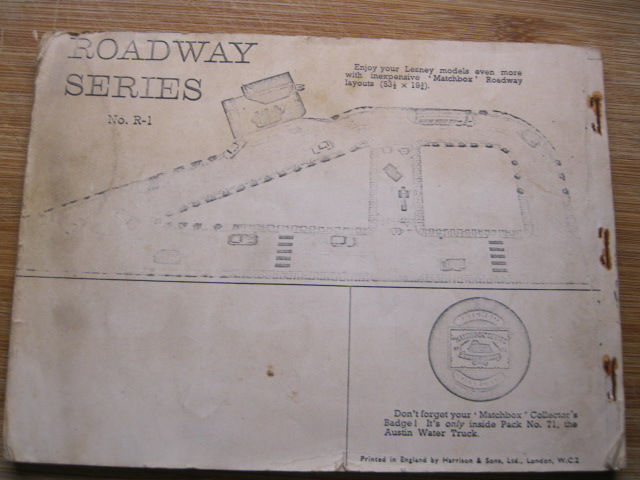 ROADWAY
SERIES
No. R-1
Enjoy your Lesney models even more
with inexpensive 'Matchbox' Roadway
layouts (53½ × 19¾).
Don't forget your 'Matchbox' Collector's
Badge! It's only inside Pack No. 71, the
Austin Water Truck.
Printed in England by Harrison & Sons, Ltd., London, W.C.2